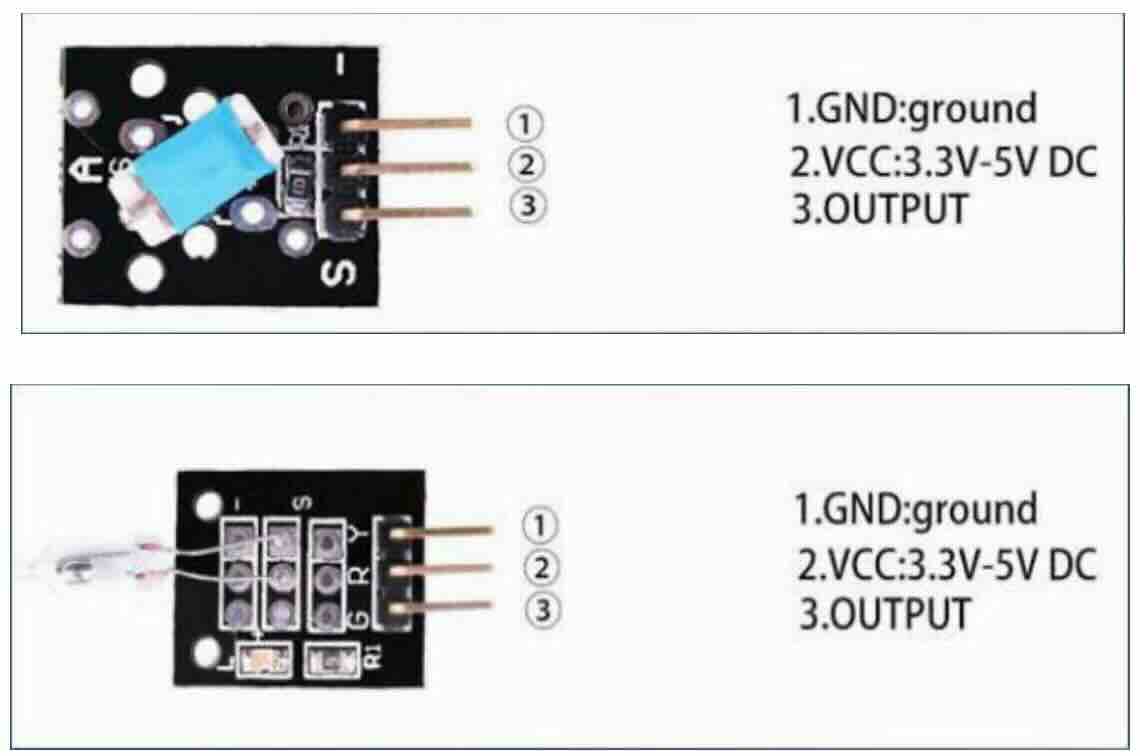 -
A
S
R1
①
②
③
1.GND:ground
2.VCC:3.3V-5V DC
3.OUTPUT
- S
Y
R
G
L
R1
①
②
③
1.GND:ground
2.VCC:3.3V-5V DC
3.OUTPUT